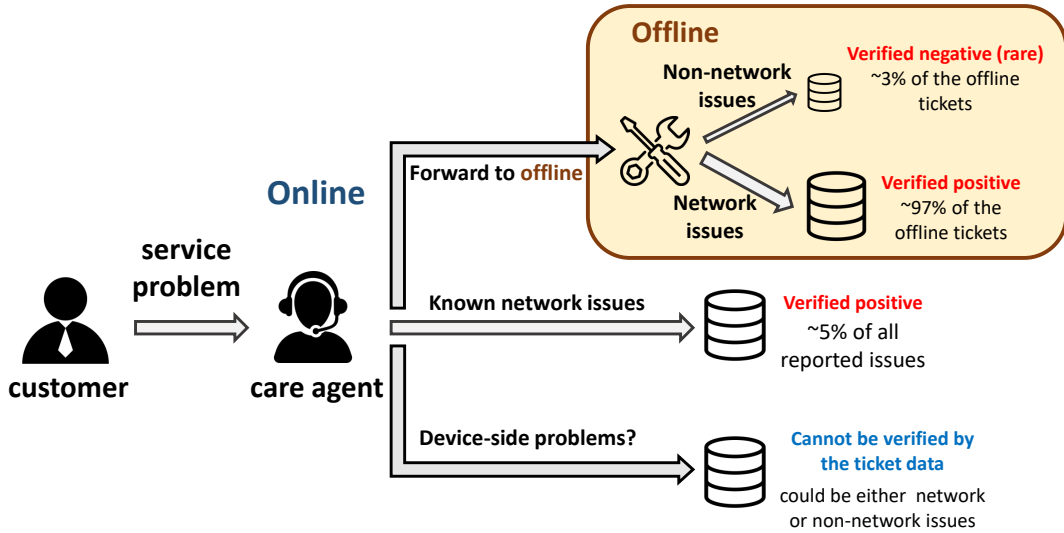 Offline
Non-network
issues
Verified negative (rare)
~3% of the offline
tickets
Forward to offline
Network
issues
Verified positive
~97% of the
offline tickets
Online
service
problem
customer
care agent
Known network issues
Verified positive
~5% of all
reported issues
Device-side problems?
Cannot be verified by
the ticket data
could be either network
or non-network issues